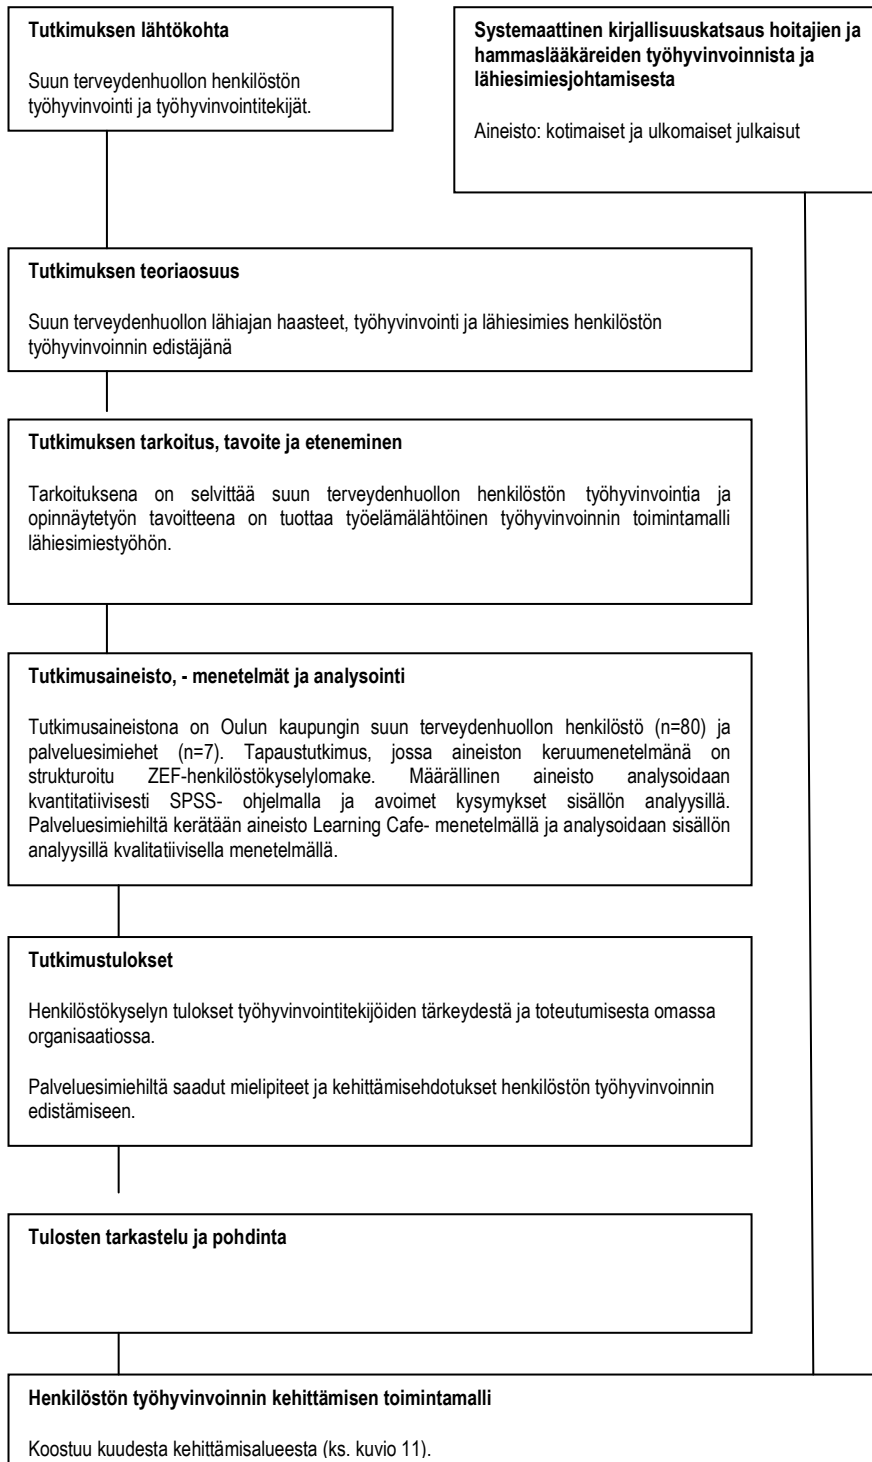 Tutkimuksen lähtökohta
Suun terveydenhuollon henkilöstön
työhyvinvointi ja työhyvinvointitekijät.
Systemaattinen kirjallisuuskatsaus hoitajien ja
hammaslääkäreiden työhyvinvoinnista ja
lähiesimiesjohtamisesta
Aineisto: kotimaiset ja ulkomaiset julkaisut
Tutkimuksen teoriaosuus
Suun terveydenhuollon lähiajan haasteet, työhyvinvointi ja lähiesimies henkilöstön
työhyvinvoinnin edistäjänä
Tutkimuksen tarkoitus, tavoite ja eteneminen
Tarkoituksena on selvittää suun terveydenhuollon henkilöstön työhyvinvointia ja
opinnäytetyön tavoitteena on tuottaa työelämälähtöinen työhyvinvoinnin toimintamalli
lähiesimiestyöhön.
Tutkimusaineisto, - menetelmät ja analysointi
Tutkimusaineistona on Oulun kaupungin suun terveydenhuollon henkilöstö (n=80) ja
palveluesimiehet (n=7). Tapaustutkimus, jossa aineiston keruumenetelmänä on
strukturoitu ZEF-henkilöstökyselylomake. Määrällinen aineisto analysoidaan
kvantitatiivisesti SPSS- ohjelmalla ja avoimet kysymykset sisällön analyysillä.
Palveluesimiehiltä kerätään aineisto Learning Cafe- menetelmällä ja analysoidaan sisällön
analyysillä kvalitatiivisella menetelmällä.
Tutkimustulokset
Henkilöstökyselyn tulokset työhyvinvointitekijöiden tärkeydestä ja toteutumisesta omassa
organisaatiossa.
Palveluesimiehiltä saadut mielipiteet ja kehittämisehdotukset henkilöstön työhyvinvoinnin
edistämiseen.
Tulosten tarkastelu ja pohdinta
Henkilöstön työhyvinvoinnin kehittämisen toimintamalli
Koostuu kuudesta kehittämisalueesta (ks. kuvio 11).